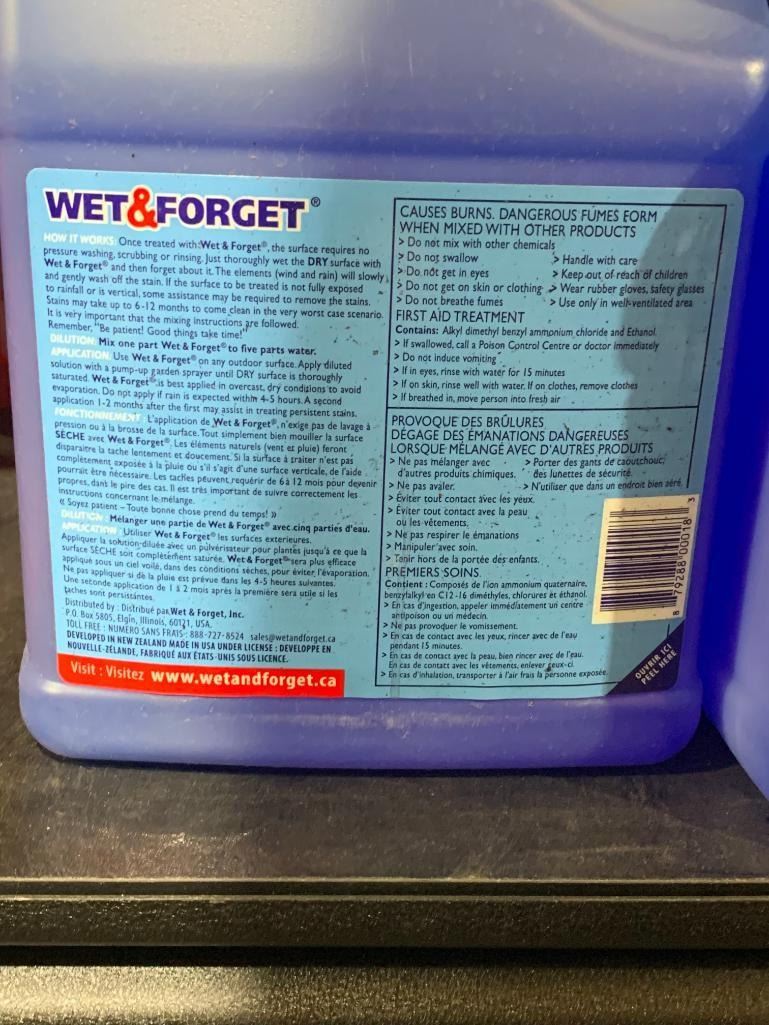 WET&FORGET®
HOW IT WORKS: Once treated with Wet & Forget®, the surface requires no
pressure washing, scrubbing or rinsing. Just thoroughly wet the DRY surface with
Wet & Forget® and then forget about it. The elements (wind and rain) will slowly
and gently wash off the stain. If the surface to be treated is not fully exposed
to rainfall or is vertical, some assistance may be required to remove the stains.
Stains may take up to 6-12 months to come clean in the very worst case scenario.
It is very important that the mixing instructions are followed.
Remember, "Be patient! Good things take time!"
DILUTION: Mix one part Wet & Forget® to five parts water.
APPLICATION: Use Wet & Forget® on any outdoor surface. Apply diluted
solution with a pump-up garden sprayer until DRY surface is thoroughly
saturated. Wet & Forget® is best applied in overcast, dry conditions to avoid
evaporation. Do not apply if rain is expected within 4-5 hours. A second
application 1-2 months after the first may assist in treating persistent stains.
FONCTIONNEMENT: L'application de Wet & Forget®, n'exige pas de lavage à
pression ou à la brosse de la surface. Tout simplement bien mouiller la surface
SÈCHE avec Wet & Forget®. Les éléments naturels (vent et pluie) feront
disparaître la tache lentement et doucement. Si la surface à traiter n'est pas
complètement exposée à la pluie ou s'il s'agit d'une surface verticale, de l'aide
pourrait être nécessaire. Les taches peuvent requérir de 6 à 12 mois pour devenir
propres, dans le pire des cas. Il est très important de suivre correctement les
instructions concernant le mélange.
« Soyez patient – Toute bonne chose prend du temps! »
DILUTION: Mélanger une partie de Wet & Forget® avec cinq parties d'eau.
APPLICATION: Utiliser Wet & Forget® les surfaces exterieures.
Appliquer la solution diluée avec un pulvérisateur pour plantes jusqu'à ce que la
surface SÈCHE soit complètement saturée. Wet & Forget® sera plus efficace
applique sous un ciel voilé, dans des conditions sèches, pour éviter l'évaporation.
Ne pas appliquer si de la pluie est prévue dans les 4-5 heures suivantes.
Une seconde application de 1 à 2 mois après la première sera utile si les
taches sont persistantes.
Distributed by : Distribué par Wet & Forget, Inc.
P.O. Box 5805, Elgin, Illinois, 60121, USA.
TOLL FREE : NUMÉRO SANS FRAIS : 888-727-8524 sales@wetandforget.ca
DEVELOPED IN NEW ZEALAND MADE IN USA UNDER LICENSE : DEVELOPPE EN
NOUVELLE-ZÉLANDE, FABRIQUÉ AUX ÉTATS-UNIS SOUS LICENCE.
Visit : Visitez www.wetandforget.ca
CAUSES BURNS. DANGEROUS FUMES FORM
WHEN MIXED WITH OTHER PRODUCTS
> Do not mix with other chemicals
> Do not swallow > Handle with care
> Do not get in eyes > Keep out of reach of children
> Do not get on skin or clothing > Wear rubber gloves, safety glasses
> Do not breathe fumes > Use only in well-ventilated area
FIRST AID TREATMENT
Contains: Alkyl dimethyl benzyl ammonium chloride and Ethanol.
> If swallowed, call a Poison Control Centre or doctor immediately
> Do not induce vomiting
> If in eyes, rinse with water for 15 minutes
> If on skin, rinse well with water. If on clothes, remove clothes
> If breathed in, move person into fresh air
PROVOQUE DES BRÛLURES
DÉGAGE DES ÉMANATIONS DANGEREUSES
LORSQUE MÉLANGÉ AVEC D'AUTRES PRODUITS
> Ne pas mélanger avec > Porter des gants de caoutchouc,
d'autres produits chimiques. des lunettes de sécurité.
> Ne pas avaler. > N'utiliser que dans un endroit bien aéré.
> Éviter tout contact avec les yeux.
> Éviter tout contact avec la peau
ou les vêtements.
> Ne pas respirer le émanations
> Manipuler avec soin.
> Tenir hors de la portée des enfants.
PREMIERS SOINS
Contient : Composés de l'ion ammonium quaternaire,
benzylalkyl en C12-16 diméthyles, chlorures et éthanol.
> En cas d'ingestion, appeler immédiatement un centre
antipoison ou un médecin.
> Ne pas provoquer le vomissement.
> En cas de contact avec les yeux, rincer avec de l'eau
pendant 15 minutes.
> En cas de contact avec la peau, bien rincer avec de l'eau.
En cas de contact avec les vêtements, enlever ceux-ci.
> En cas d'inhalation, transporter à l'air frais la personne exposée.
8 79288 00018 3
OUVRIR ICI
PEEL HERE